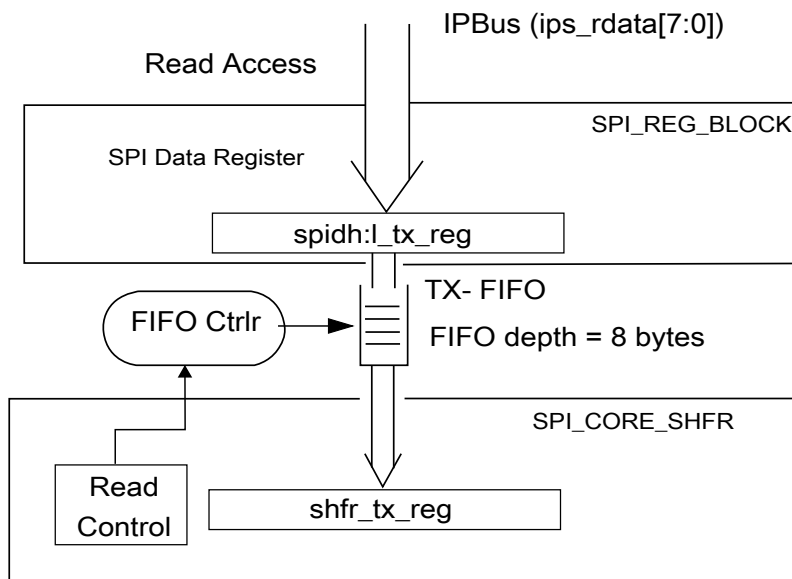 IPBus (ips_rdata[7:0])
Read Access
SPI_REG_BLOCK
SPI Data Register
spidh:l_tx_reg
TX- FIFO
FIFO Ctrlr
FIFO depth = 8 bytes
SPI_CORE_SHFR
Read
Control
shfr_tx_reg